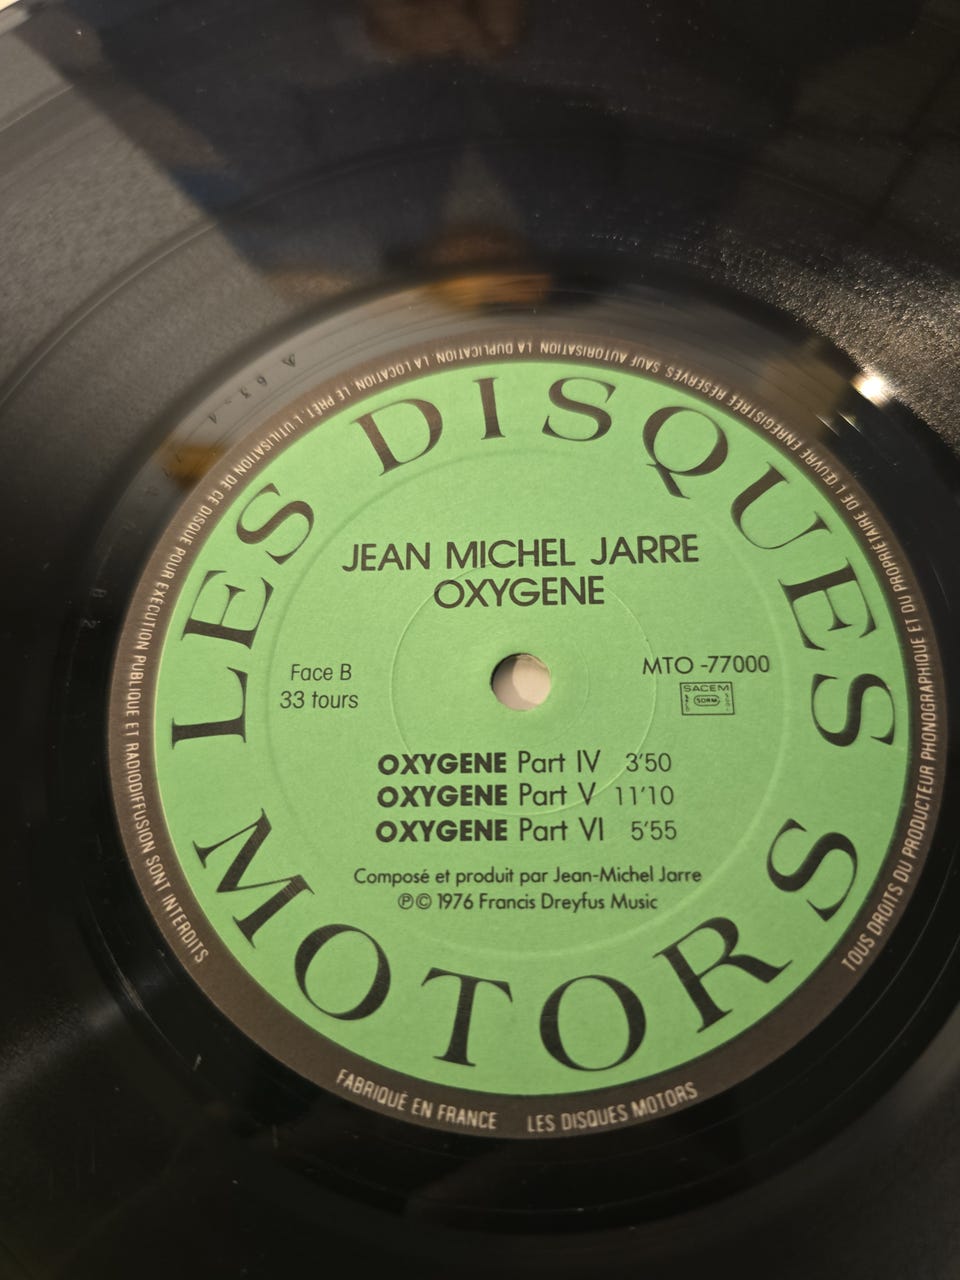 LES DISQUES MOTORS
JEAN MICHEL JARRE
OXYGENE
Face B
33 tours
MTO -77000
SACEM
SDRM
OXYGENE Part IV 3'50
OXYGENE Part V 11'10
OXYGENE Part VI 5'55
Composé et produit par Jean-Michel Jarre
℗© 1976 Francis Dreyfus Music
TOUS DROITS DU PRODUCTEUR PHONOGRAPHIQUE ET DU PROPRIETAIRE DE L'ŒUVRE ENREGISTRÉE RÉSERVÉS SAUF AUTORISATION LA DUPLICATION, LA LOCATION, LE PRÊT, L'UTILISATION DE CE DISQUE POUR EXÉCUTION PUBLIQUE ET RADIODIFFUSION SONT INTERDITS
FABRIQUÉ EN FRANCE LES DISQUES MOTORS